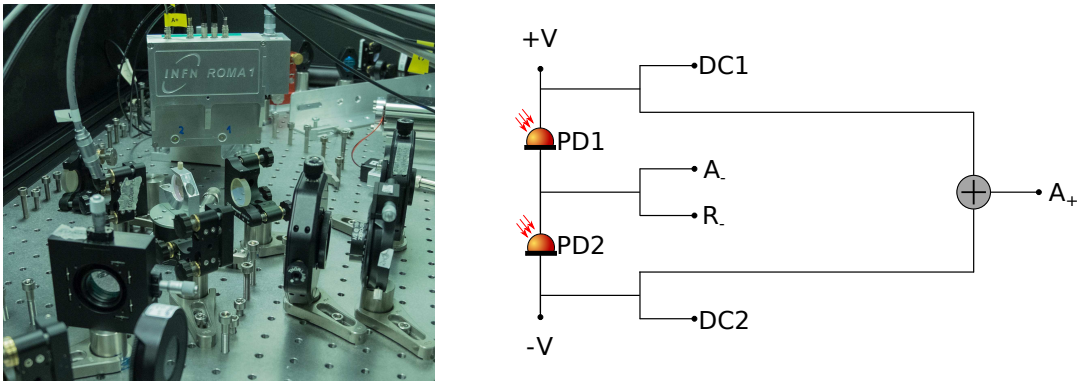 A+
INFN ROMA1
2
1
+V
DC1
PD1
A-
R-
A+
PD2
DC2
-V